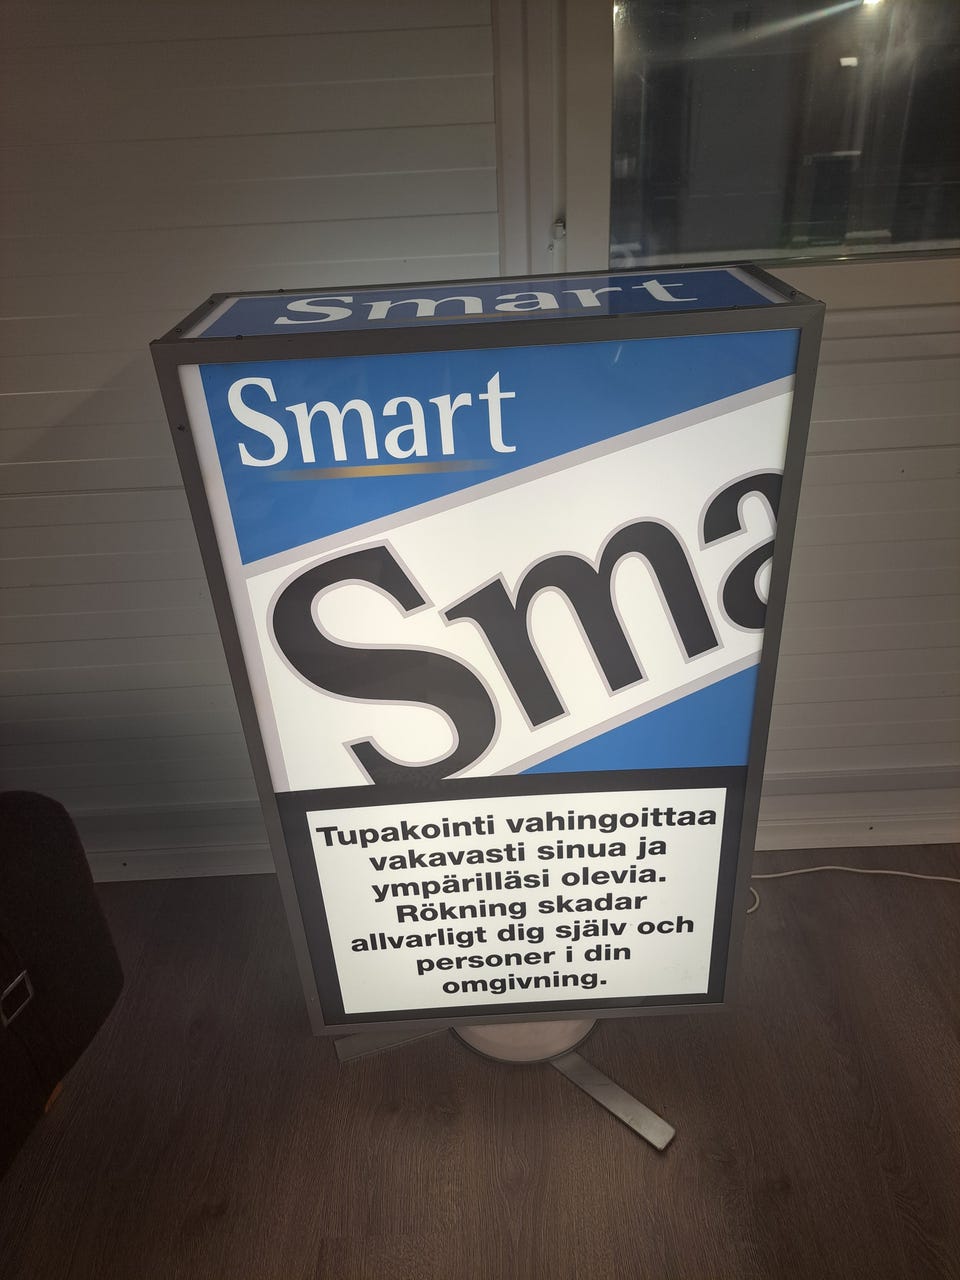 Smart
Smart
Sma
Tupakointi vahingoittaa
vakavasti sinua ja
ympärilläsi olevia.
Rökning skadar
allvarligt dig själv och
personer i din
omgivning.